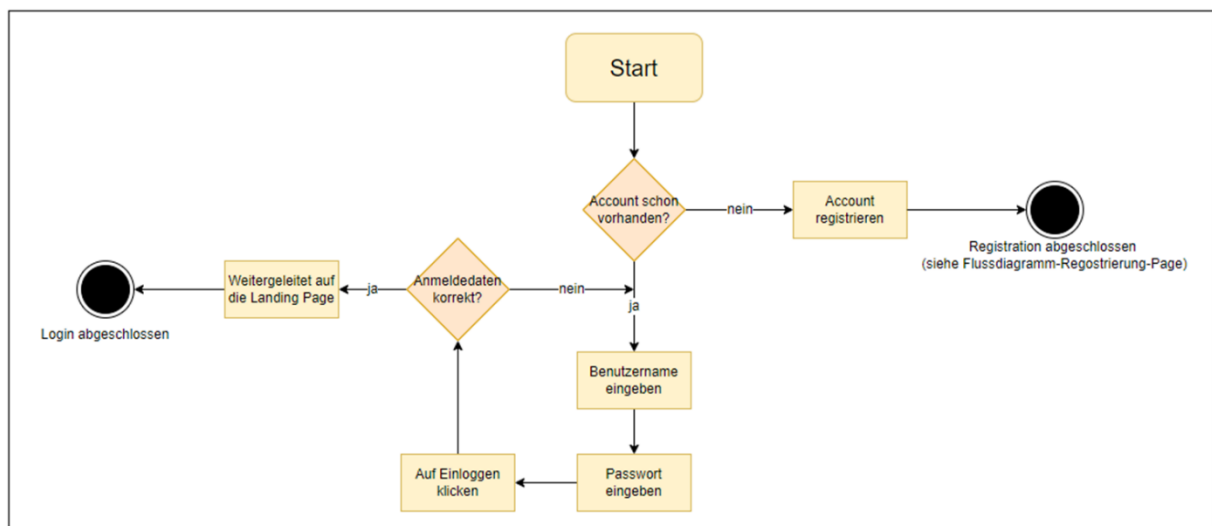 Start
Account schon
vorhanden?
nein
Account
registrieren
Registration abgeschlossen
(siehe Flussdiagramm-Regostrierung-Page)
Weitergeleitet auf
die Landing Page
ja
Anmeldedaten
korrekt?
nein
ja
Login abgeschlossen
Benutzername
eingeben
Auf Einloggen
klicken
Passwort
eingeben